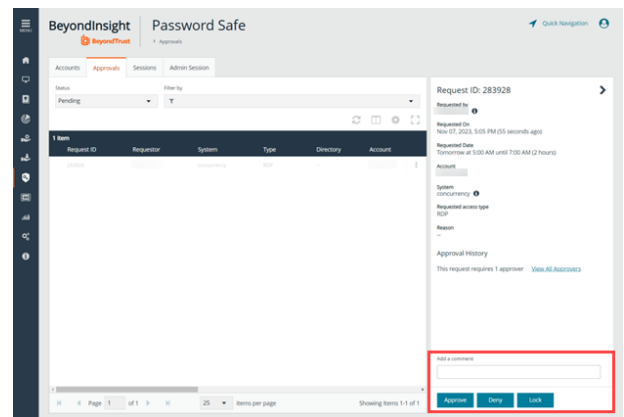 MENU
BeyondInsight
BeyondTrust
Password Safe
> Approvals
Quick Navigation
Accounts
Approvals
Sessions
Admin Session
Status
Pending
Filter by
1 item
Request ID
Requestor
System
Type
Directory
Account
concurrency
RDP
--
Page 1 of 1
25
items per page
Showing items 1-1 of 1
Request ID: 283928
Requested by
Requested On
Nov 07, 2023, 5:05 PM (55 seconds ago)
Requested Date
Tomorrow at 5:00 AM until 7:00 AM (2 hours)
Account
System
concurrency
Requested access type
RDP
Reason
--
Approval History
This request requires 1 approver
View All Approvers
Add a comment
Approve
Deny
Lock